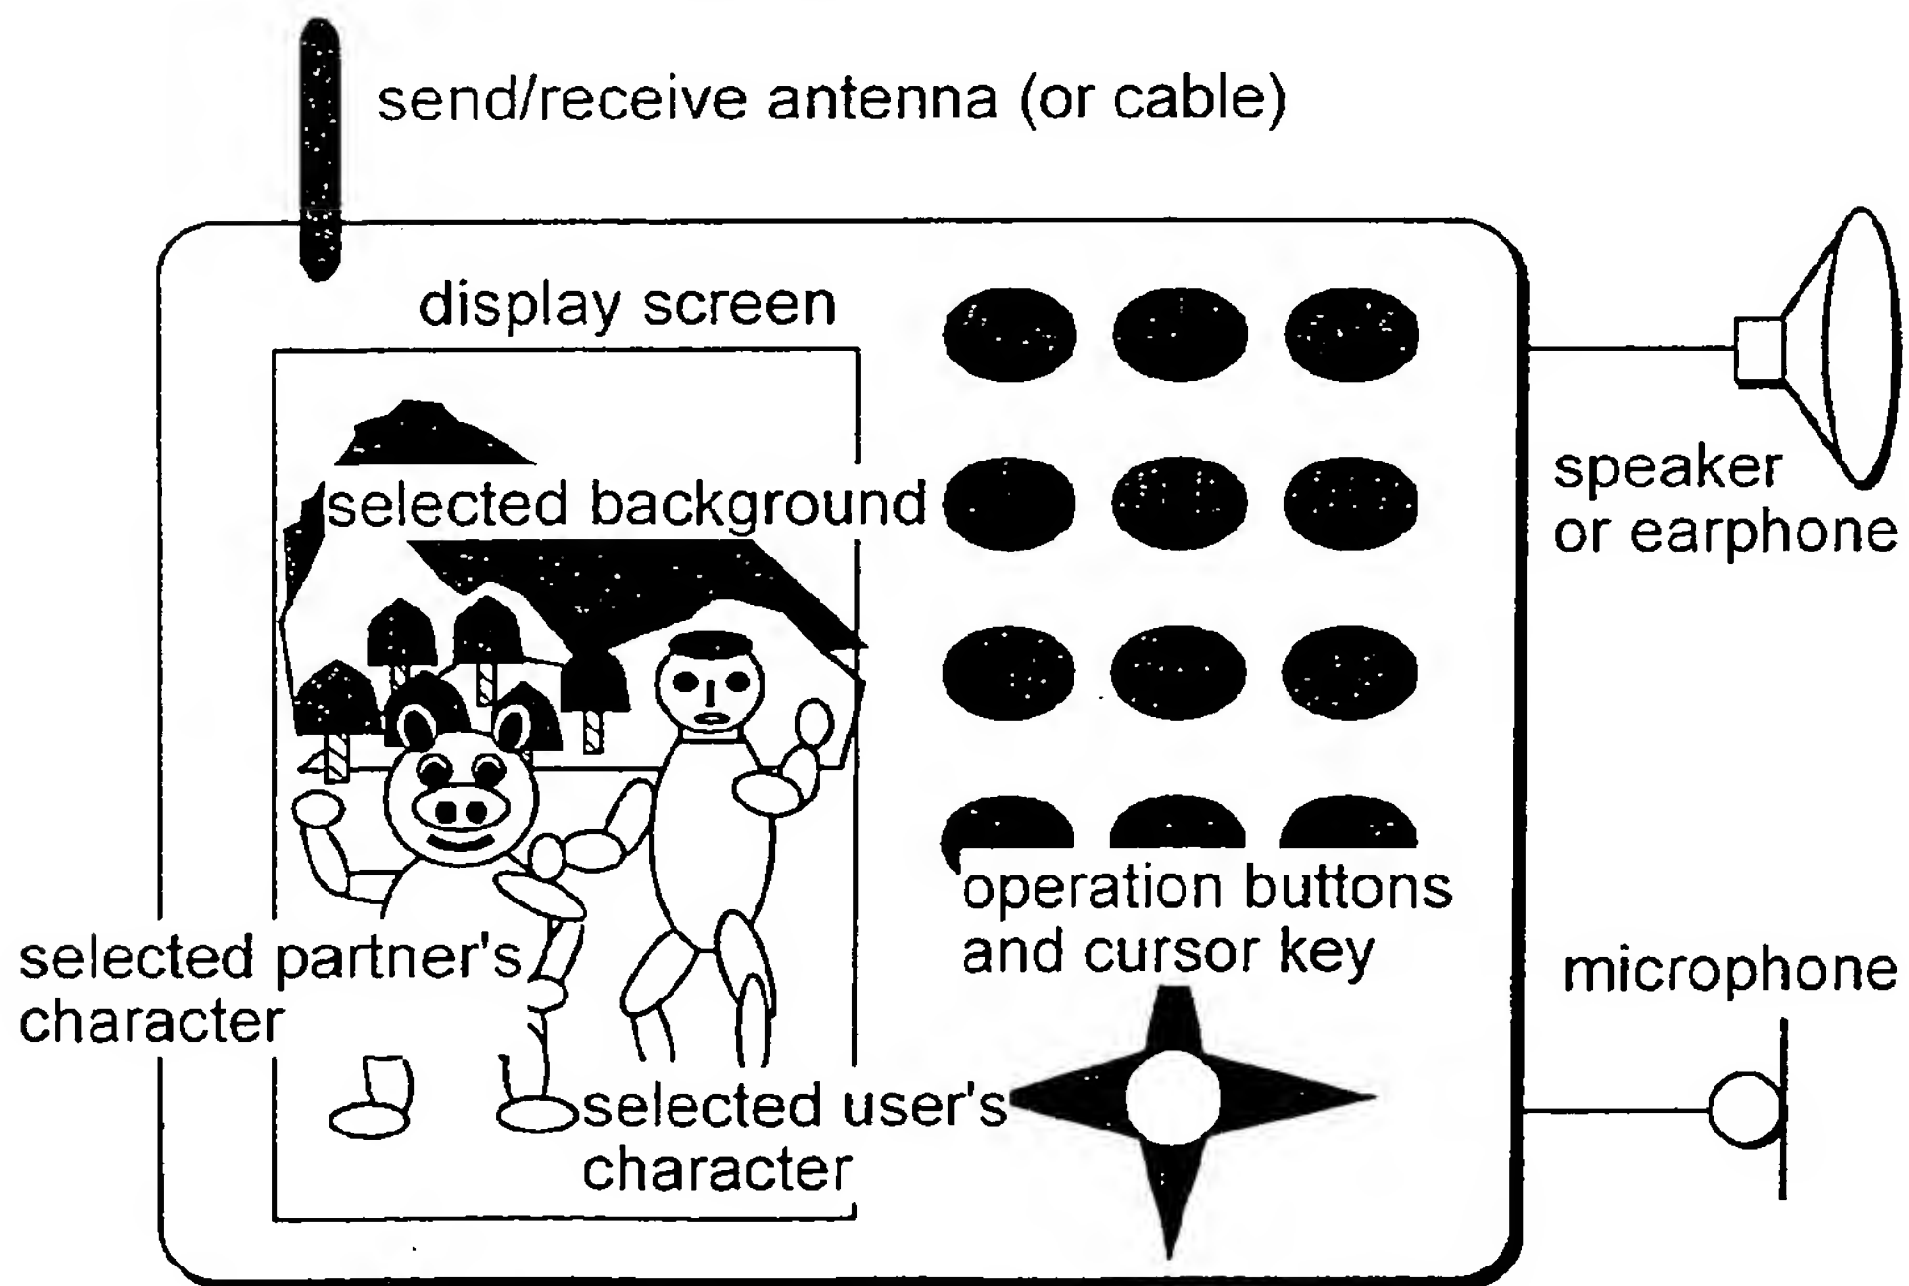 send/receive antenna (or cable)
display screen
selected background
speaker
or earphone
operation buttons
and cursor key
selected partner's
character
microphone
selected user's
character